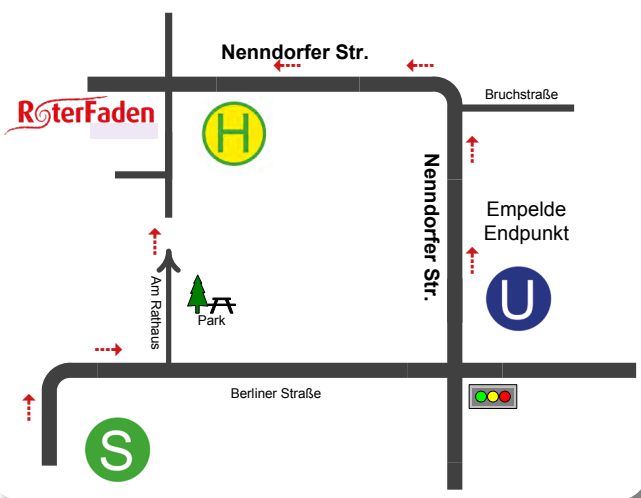 Nenndorfer Str.
Bruchstraße
RoterFaden
H
Nenndorfer Str.
Empelde
Endpunkt
U
Am Rathaus
Park
Berliner Straße
S